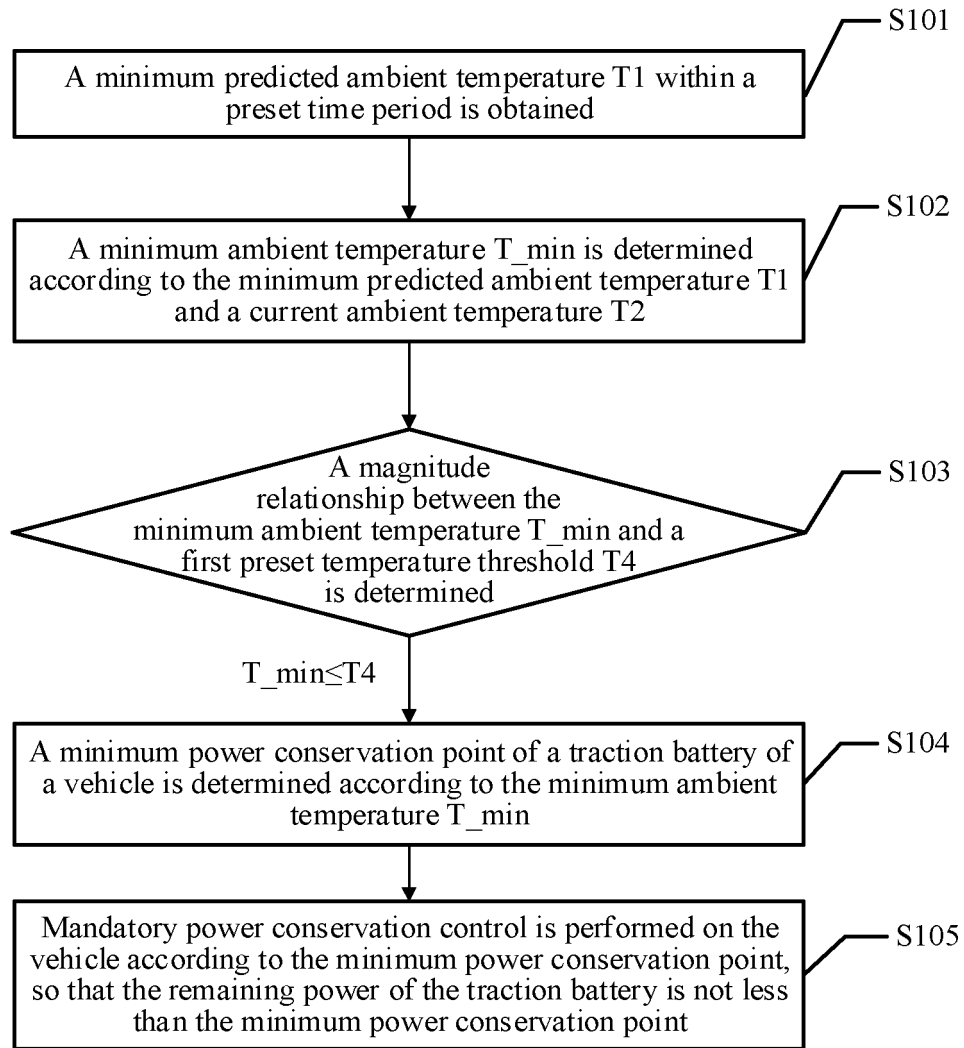 S101
A minimum predicted ambient temperature T1 within a
preset time period is obtained
S102
A minimum ambient temperature T_min is determined
according to the minimum predicted ambient temperature T1
and a current ambient temperature T2
S103
A magnitude
relationship between the
minimum ambient temperature T_min and a
first preset temperature threshold T4
is determined
T_min≤T4
S104
A minimum power conservation point of a traction battery of
a vehicle is determined according to the minimum ambient
temperature T_min
S105
Mandatory power conservation control is performed on the
vehicle according to the minimum power conservation point,
so that the remaining power of the traction battery is not less
than the minimum power conservation point